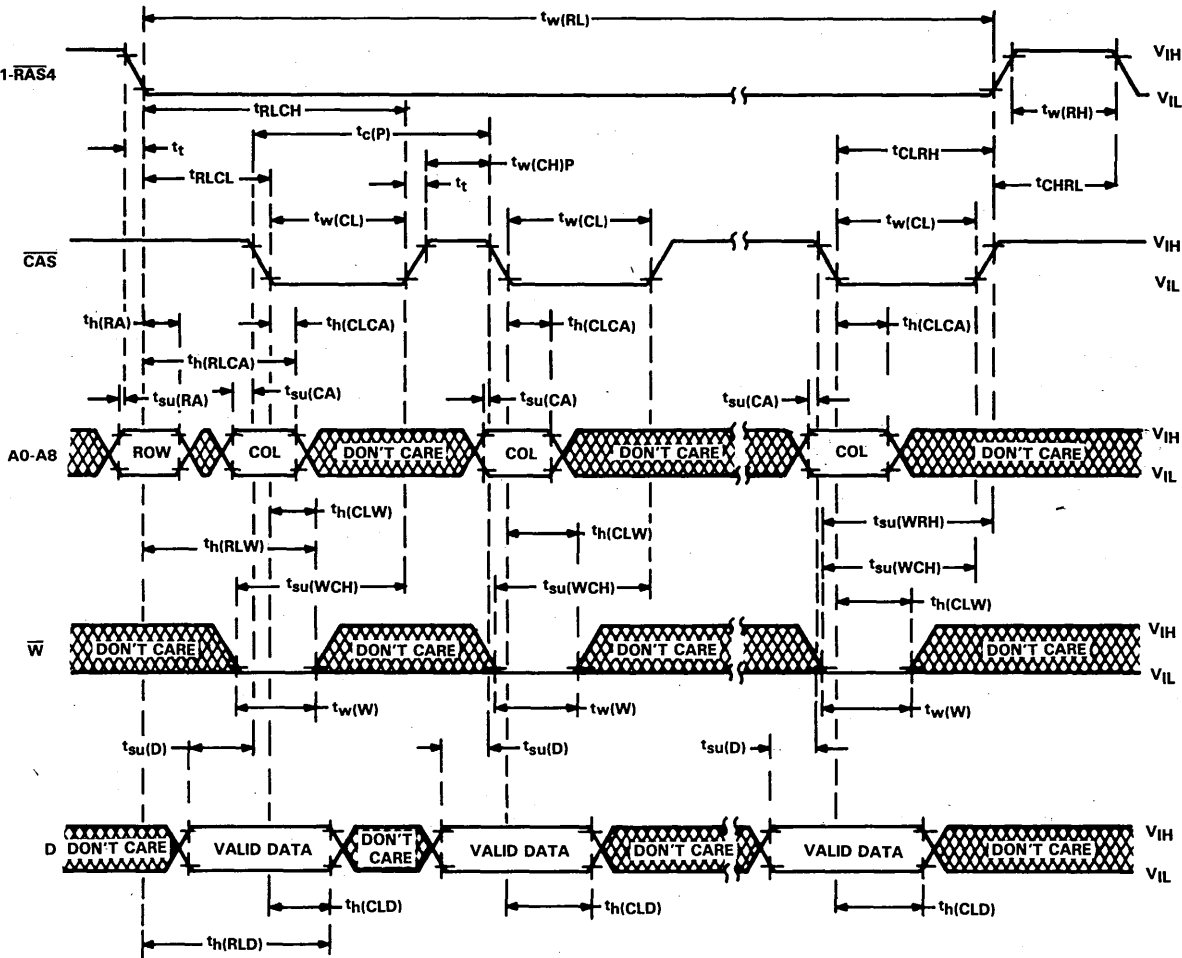 tw(RL)
VIH
1-RAS4
VIL
tRLCH
tw(RH)
tc(P)
tt
tw(CH)P
tCLRH
tRLCL
tt
tCHRL
tw(CL)
tw(CL)
tw(CL)
VIH
CAS
VIL
th(RA)
th(CLCA)
th(CLCA)
th(CLCA)
th(RLCA)
tsu(RA)
tsu(CA)
tsu(CA)
tsu(CA)
VIH
A0-A8
ROW
COL
DON'T CARE
COL
DON'T CARE
COL
DON'T CARE
VIL
th(CLW)
tsu(WRH)
th(CLW)
th(RLW)
tsu(WCH)
tsu(WCH)
tsu(WCH)
th(CLW)
VIH
W
DON'T CARE
DON'T CARE
DON'T CARE
DON'T CARE
VIL
tw(W)
tw(W)
tw(W)
tsu(D)
tsu(D)
tsu(D)
VIH
D
DON'T CARE
VALID DATA
DON'T
CARE
VALID DATA
DON'T CARE
VALID DATA
DON'T CARE
VIL
th(CLD)
th(CLD)
th(CLD)
th(RLD)